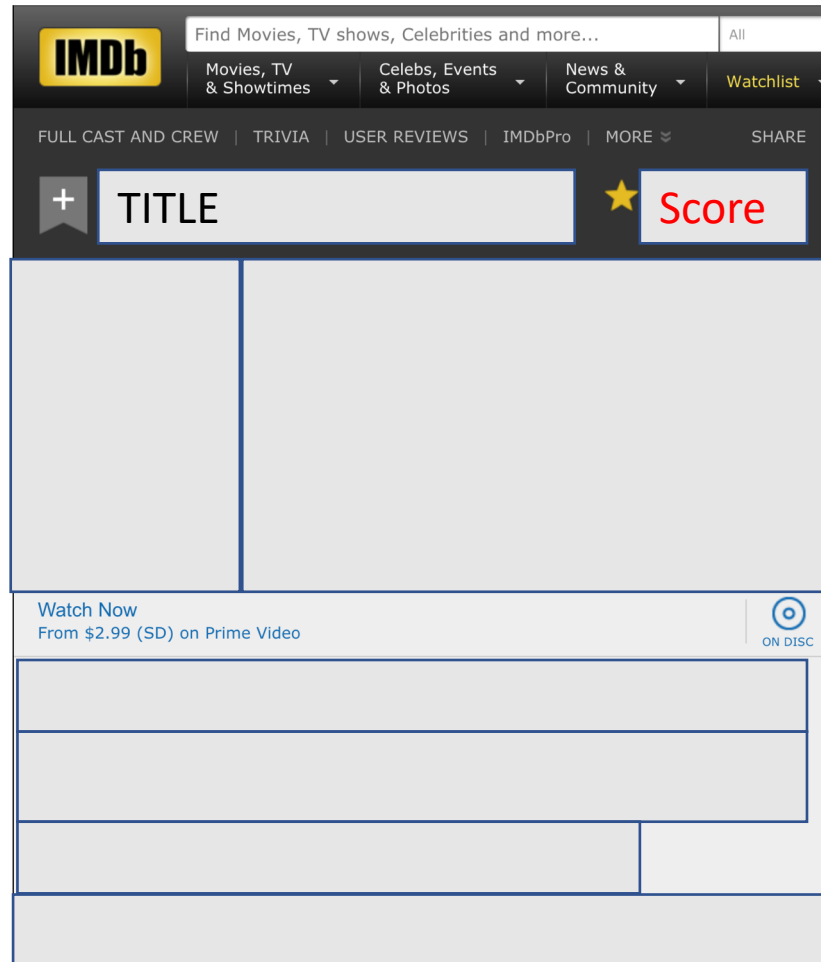 IMDb
Find Movies, TV shows, Celebrities and more...
All
Movies, TV
& Showtimes
Celebs, Events
& Photos
News &
Community
Watchlist
FULL CAST AND CREW | TRIVIA | USER REVIEWS | IMDbPro | MORE
SHARE
+
TITLE
Score
Watch Now
From $2.99 (SD) on Prime Video
ON DISC